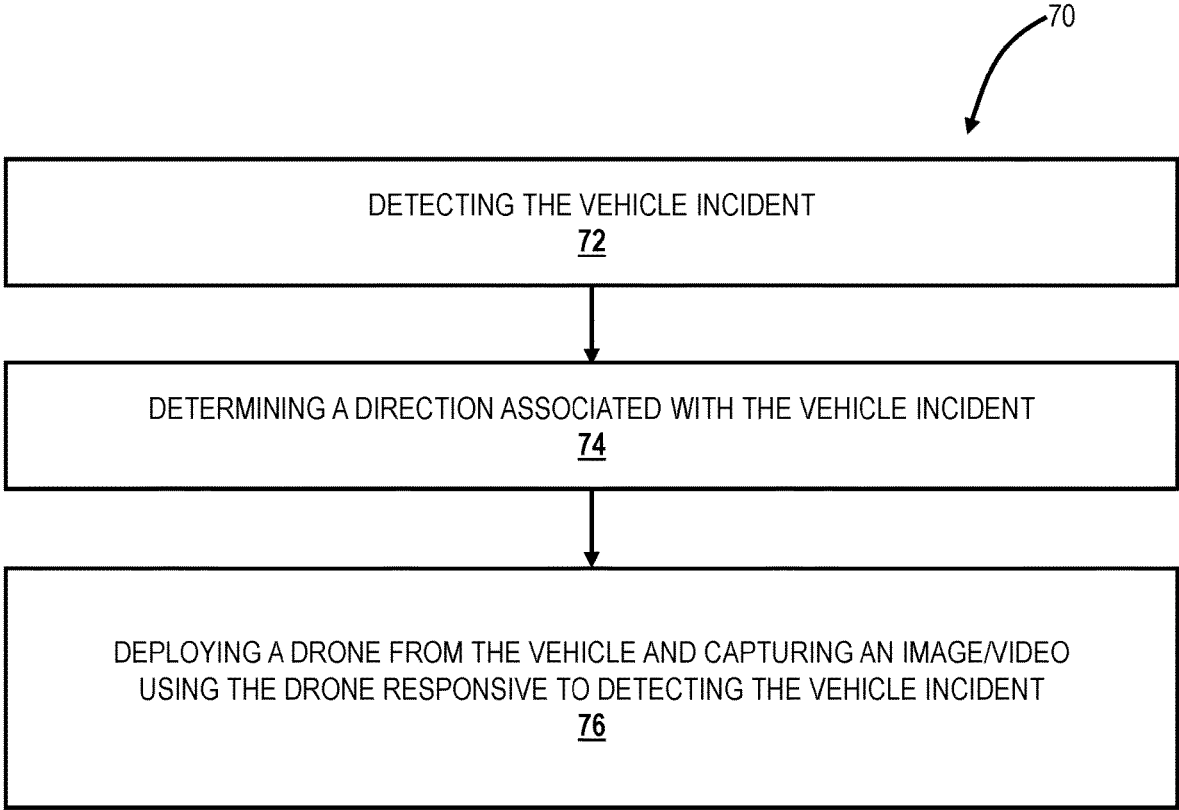 70
DETECTING THE VEHICLE INCIDENT
72
DETERMINING A DIRECTION ASSOCIATED WITH THE VEHICLE INCIDENT
74
DEPLOYING A DRONE FROM THE VEHICLE AND CAPTURING AN IMAGE/VIDEO
USING THE DRONE RESPONSIVE TO DETECTING THE VEHICLE INCIDENT
76